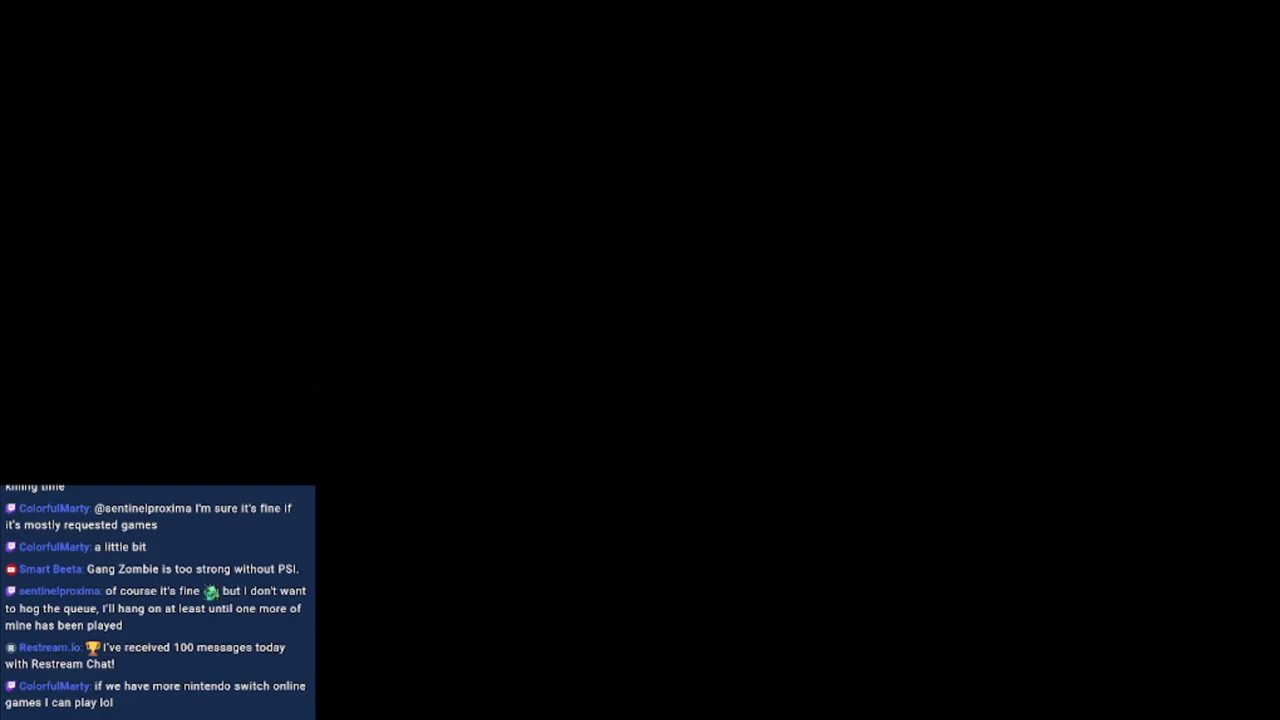 killing time
ColorfulMarty: @sentinelproxima I'm sure it's fine if
it's mostly requested games
ColorfulMarty: a little bit
Smart Beeta: Gang Zombie is too strong without PSI.
sentinelproxima: of course it's fine but I don't want
to hog the queue, I'll hang on at least until one more of
mine has been played
Restream.io: I've received 100 messages today
with Restream Chat!
ColorfulMarty: if we have more nintendo switch online
games I can play lol